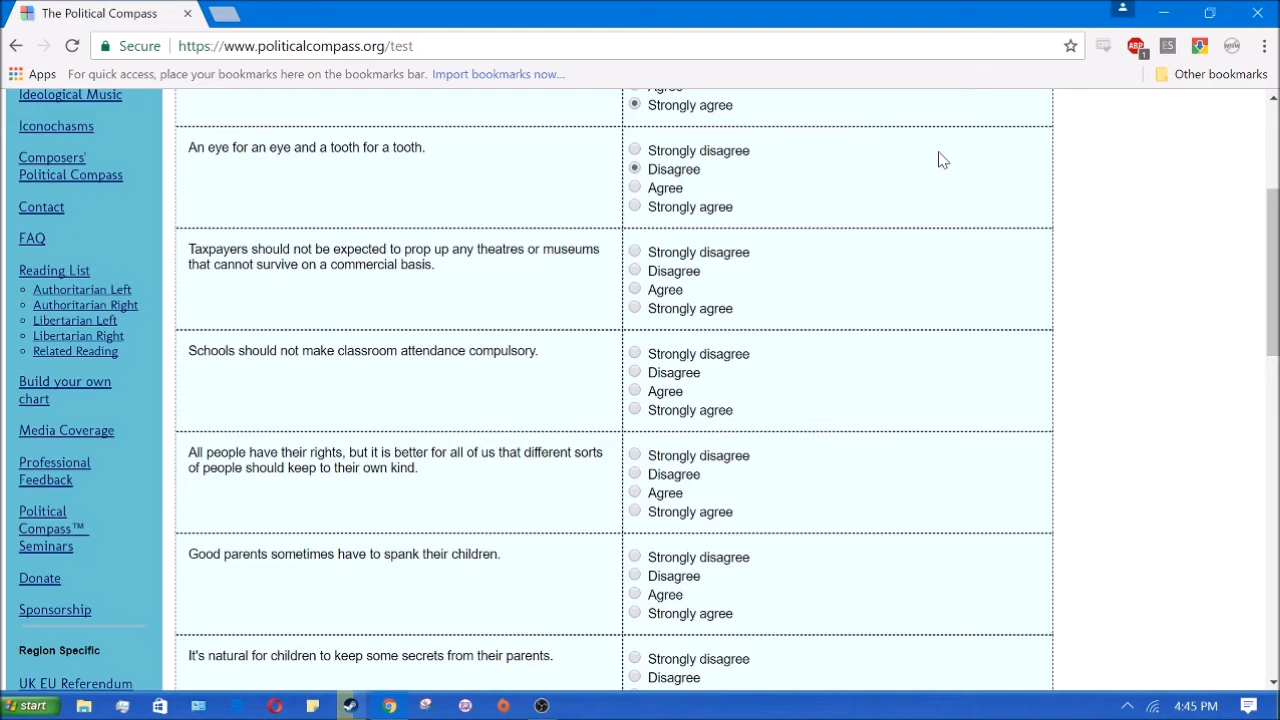 The Political Compass
Secure https://www.politicalcompass.org/test
ABP
1
ES
Apps For quick access, place your bookmarks here on the bookmarks bar. Import bookmarks now... Other bookmarks
Ideological Music
Iconochasms
Composers'
Political Compass
Contact
FAQ
Reading List
Authoritarian Left
Authoritarian Right
Libertarian Left
Libertarian Right
Related Reading
Build your own
chart
Media Coverage
Professional
Feedback
Political
Compass™
Seminars
Donate
Sponsorship
Region Specific
UK EU Referendum
Agree
Strongly agree
An eye for an eye and a tooth for a tooth.
Strongly disagree
Disagree
Agree
Strongly agree
Taxpayers should not be expected to prop up any theatres or museums
that cannot survive on a commercial basis.
Strongly disagree
Disagree
Agree
Strongly agree
Schools should not make classroom attendance compulsory.
Strongly disagree
Disagree
Agree
Strongly agree
All people have their rights, but it is better for all of us that different sorts
of people should keep to their own kind.
Strongly disagree
Disagree
Agree
Strongly agree
Good parents sometimes have to spank their children.
Strongly disagree
Disagree
Agree
Strongly agree
It's natural for children to keep some secrets from their parents.
Strongly disagree
Disagree
start
4:45 PM